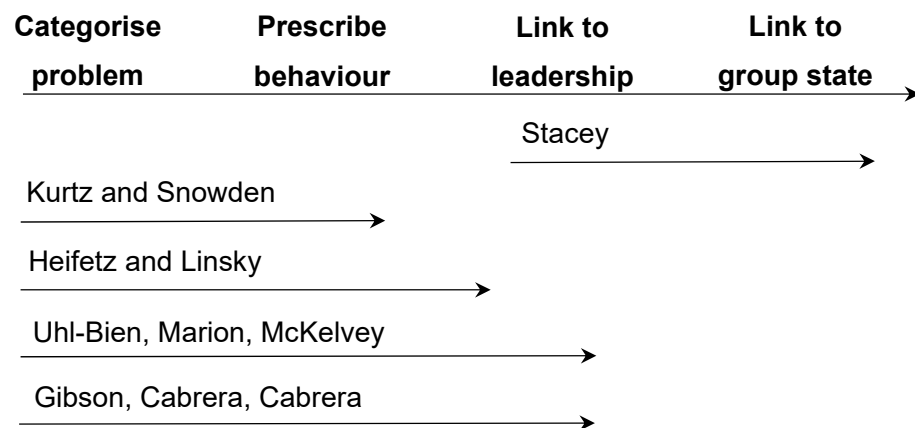 Categorise Prescribe Link to Link to
problem behaviour leadership group state
Stacey
Kurtz and Snowden
Heifetz and Linsky
Uhl-Bien, Marion, McKelvey
Gibson, Cabrera, Cabrera